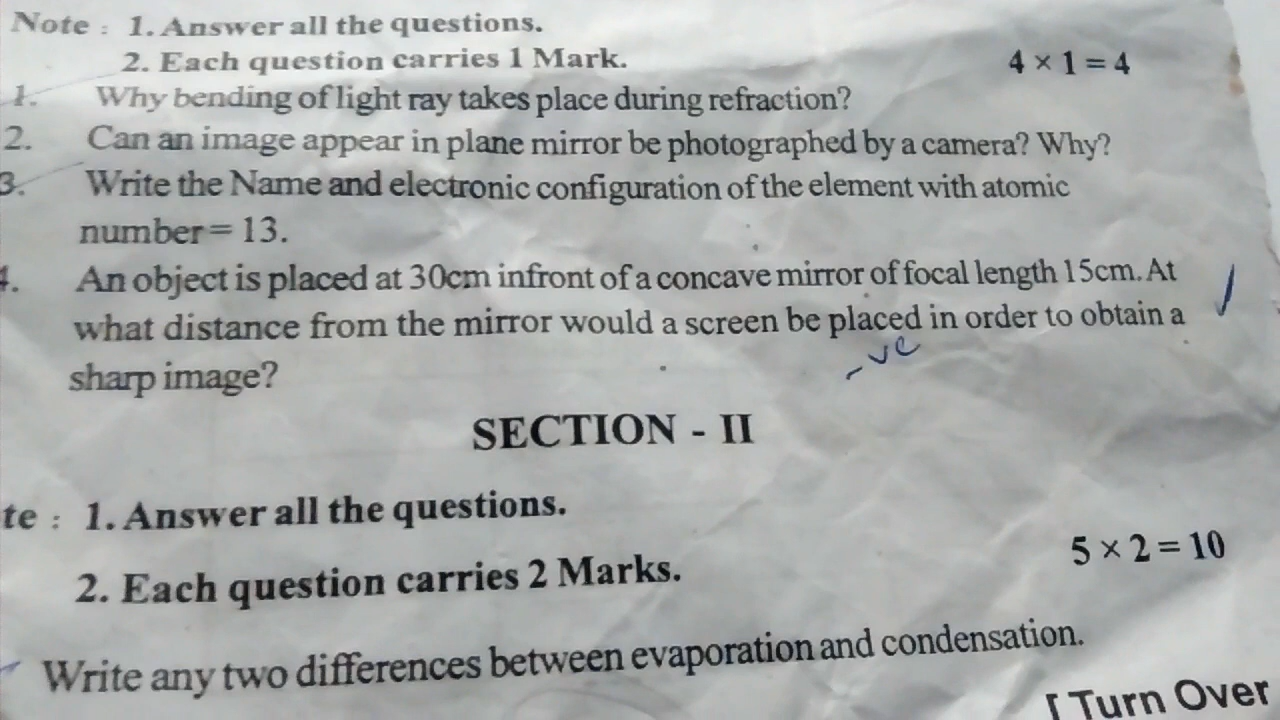 Note : 1. Answer all the questions.
2. Each question carries 1 Mark. 4 × 1 = 4
1. Why bending of light ray takes place during refraction?
2. Can an image appear in plane mirror be photographed by a camera? Why?
3. Write the Name and electronic configuration of the element with atomic
number = 13.
4. An object is placed at 30cm infront of a concave mirror of focal length 15cm. At
what distance from the mirror would a screen be placed in order to obtain a
-ve
sharp image?
SECTION - II
te : 1. Answer all the questions.
2. Each question carries 2 Marks. 5 × 2 = 10
Write any two differences between evaporation and condensation.
[ Turn Over